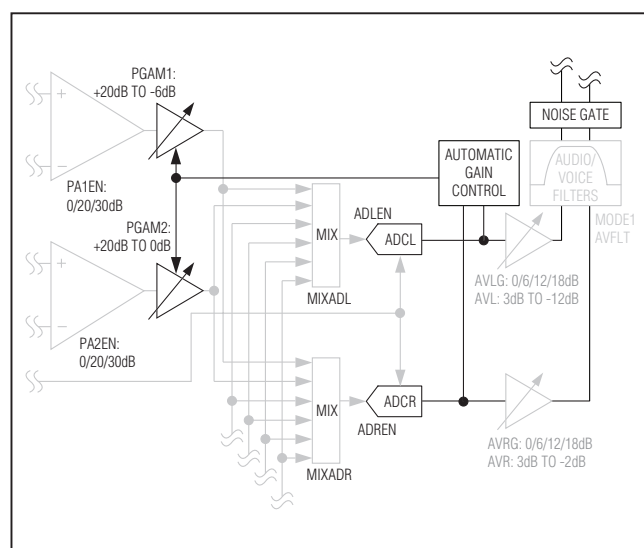 PGAM1:
+20dB TO -6dB
NOISE GATE
AUTOMATIC
GAIN
CONTROL
AUDIO/
VOICE
FILTERS
MODE1
AVFLT
PA1EN:
0/20/30dB
PGAM2:
+20dB TO 0dB
MIX
ADLEN
ADCL
MIXADL
AVLG: 0/6/12/18dB
AVL: 3dB TO -12dB
PA2EN:
0/20/30dB
MIX
ADCR
ADREN
MIXADR
AVRG: 0/6/12/18dB
AVR: 3dB TO -2dB